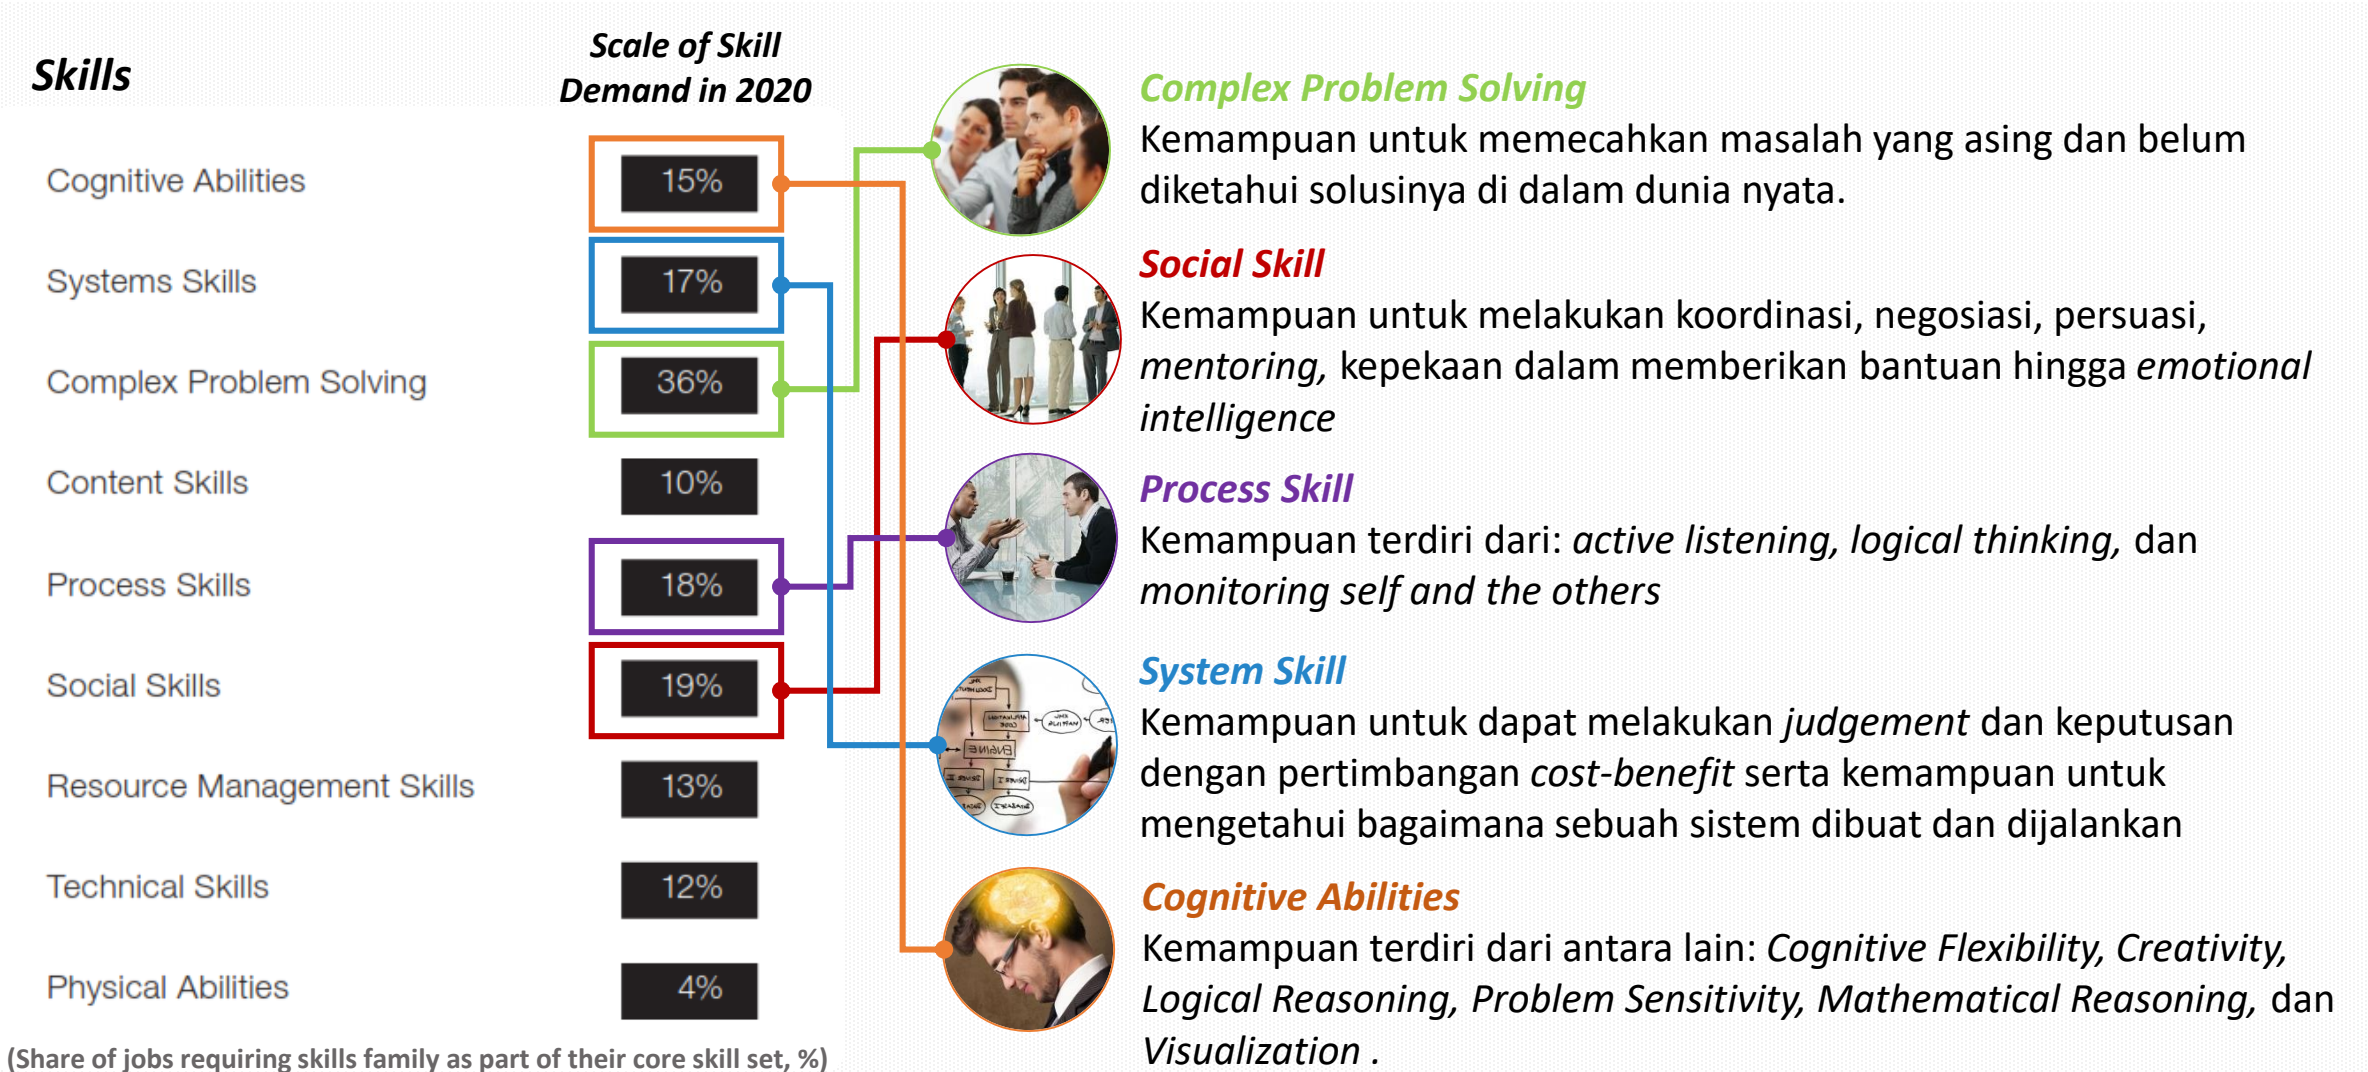 Skills
Scale of Skill
Demand in 2020
Cognitive Abilities
15%
Systems Skills
17%
Complex Problem Solving
36%
Content Skills
10%
Process Skills
18%
Social Skills
19%
Resource Management Skills
13%
Technical Skills
12%
Physical Abilities
4%
(Share of jobs requiring skills family as part of their core skill set, %)
Complex Problem Solving
Kemampuan untuk memecahkan masalah yang asing dan belum
diketahui solusinya di dalam dunia nyata.
Social Skill
Kemampuan untuk melakukan koordinasi, negosiasi, persuasi,
mentoring, kepekaan dalam memberikan bantuan hingga emotional
intelligence
Process Skill
Kemampuan terdiri dari: active listening, logical thinking, dan
monitoring self and the others
System Skill
Kemampuan untuk dapat melakukan judgement dan keputusan
dengan pertimbangan cost-benefit serta kemampuan untuk
mengetahui bagaimana sebuah sistem dibuat dan dijalankan
ENGINE
Cognitive Abilities
Kemampuan terdiri dari antara lain: Cognitive Flexibility, Creativity,
Logical Reasoning, Problem Sensitivity, Mathematical Reasoning, dan
Visualization .